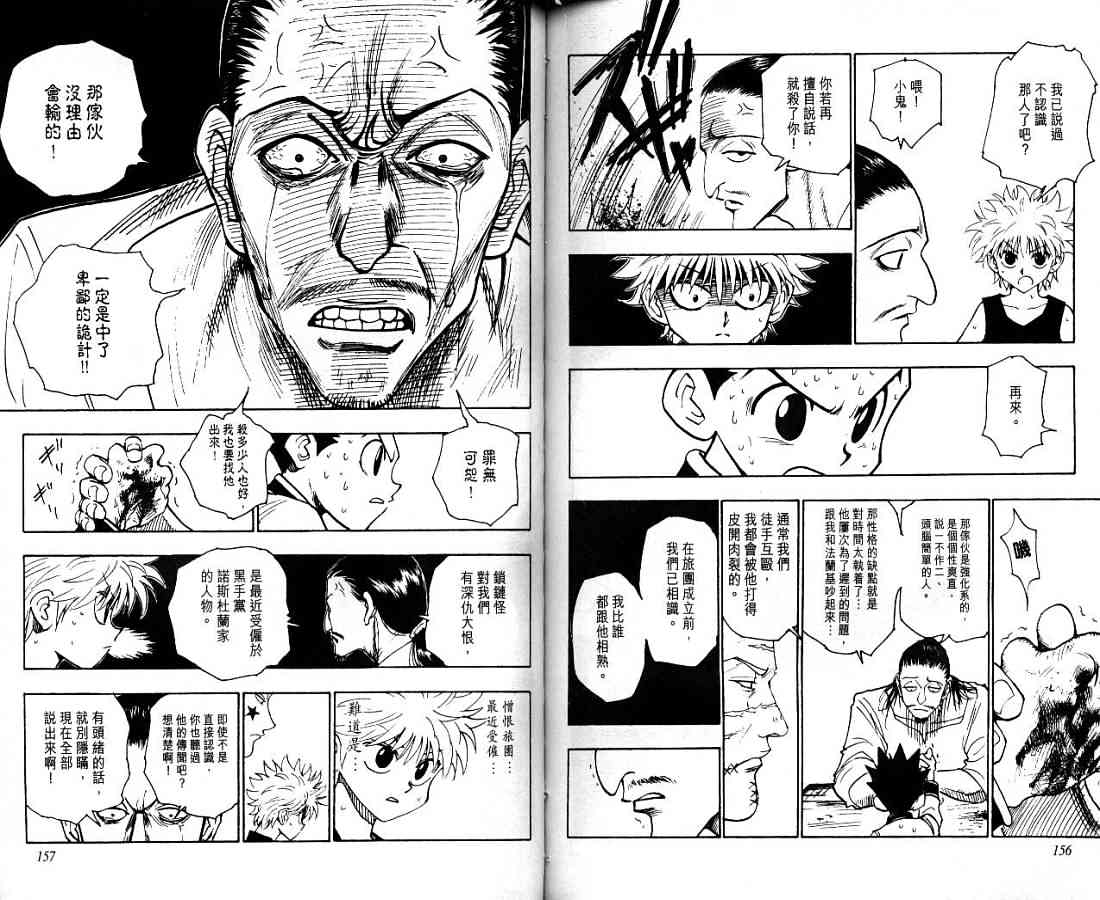 我已說過
不認識
那人了吧?
喂!
小鬼!
你若再
擅自說話,
就殺了你!
再來。
嘰
那傢伙是強化系的,
是個個性爽直、
說一不作二、
頭腦簡單的人。
那性格的缺點就是
對時間太執着了…
他屢次為了遲到的問題,
跟我和法蘭基吵起來…
通常我們
徒手互毆,
我都會被他打得
皮開肉裂的。
在旅團成立前,
我們已相識。
我比誰
都跟他相熟。
156
那傢伙
沒理由
會輸的!
一定是中了
卑鄙的詭計!!
罪無
可恕!
殺多少人也好,
我也要找他
出來!
鎖鏈怪
對我們
有深仇大恨,
是最近受僱於
黑手黨
諾斯杜蘭家
的人物。
憎恨旅團…
最近受催…
難道是…
即使不是
直接認識,
你也聽過
他的傳聞吧?
想清楚啊!
有頭緒的話,
就別隱瞞,
現在全部
說出來啊!
157